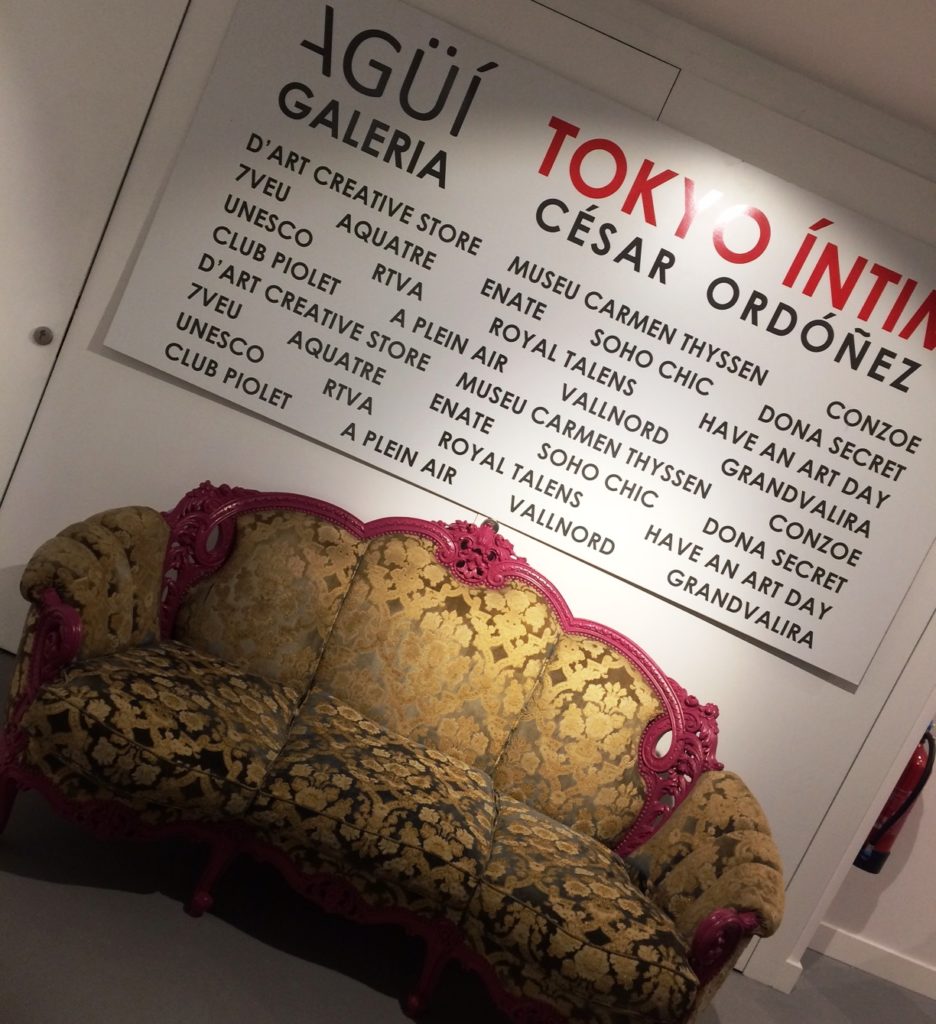 AGÜÍ
GALERIA
TOKYO ÍNTIM
CÉSAR ORDÓÑEZ
D'ART CREATIVE STORE MUSEU CARMEN THYSSEN CONZOE
7VEU AQUATRE ENATE SOHO CHIC DONA SECRET
UNESCO RTVA ROYAL TALENS HAVE AN ART DAY
CLUB PIOLET A PLEIN AIR VALLNORD GRANDVALIRA
D'ART CREATIVE STORE MUSEU CARMEN THYSSEN CONZOE
7VEU AQUATRE ENATE SOHO CHIC DONA SECRET
UNESCO RTVA ROYAL TALENS HAVE AN ART DAY
CLUB PIOLET A PLEIN AIR VALLNORD GRANDVALIRA